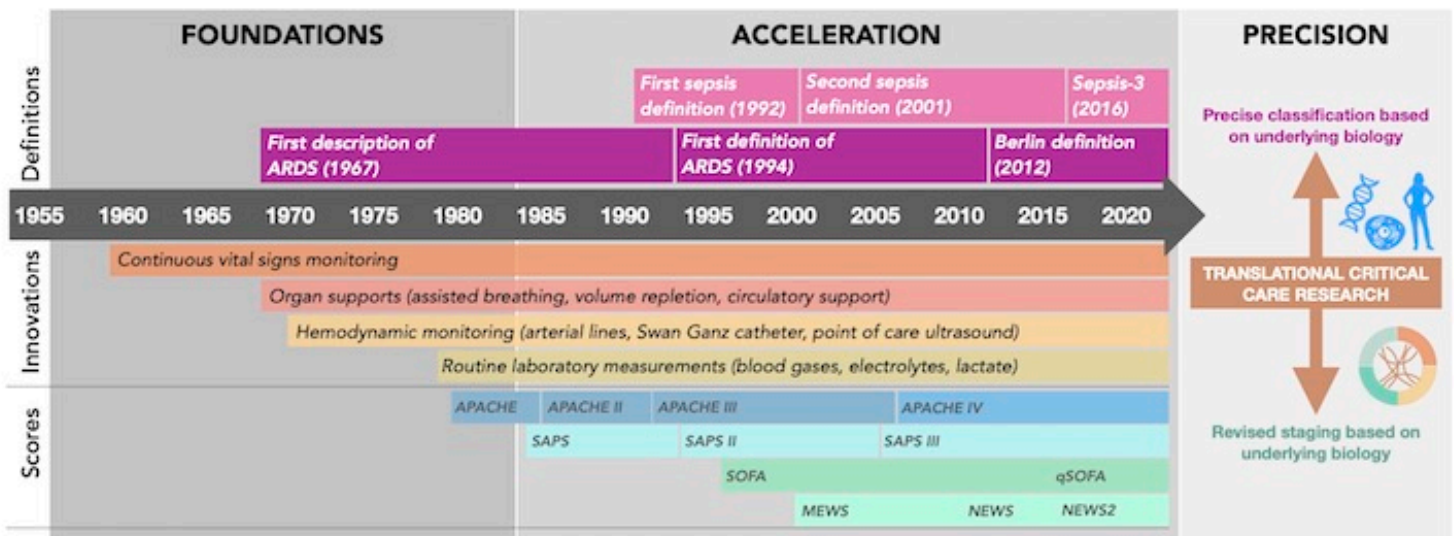 FOUNDATIONS
ACCELERATION
PRECISION
Definitions
First sepsis
definition (1992)
Second sepsis
definition (2001)
Sepsis-3
(2016)
First description of
ARDS (1967)
First definition of
ARDS (1994)
Berlin definition
(2012)
Precise classification based
on underlying biology
1955 1960 1965 1970 1975 1980 1985 1990 1995 2000 2005 2010 2015 2020
Innovations
Continuous vital signs monitoring
Organ supports (assisted breathing, volume repletion, circulatory support)
Hemodynamic monitoring (arterial lines, Swan Ganz catheter, point of care ultrasound)
Routine laboratory measurements (blood gases, electrolytes, lactate)
TRANSLATIONAL CRITICAL
CARE RESEARCH
Scores
APACHE APACHE II APACHE III APACHE IV
SAPS SAPS II SAPS III
SOFA qSOFA
MEWS NEWS NEWS2
Revised staging based on
underlying biology